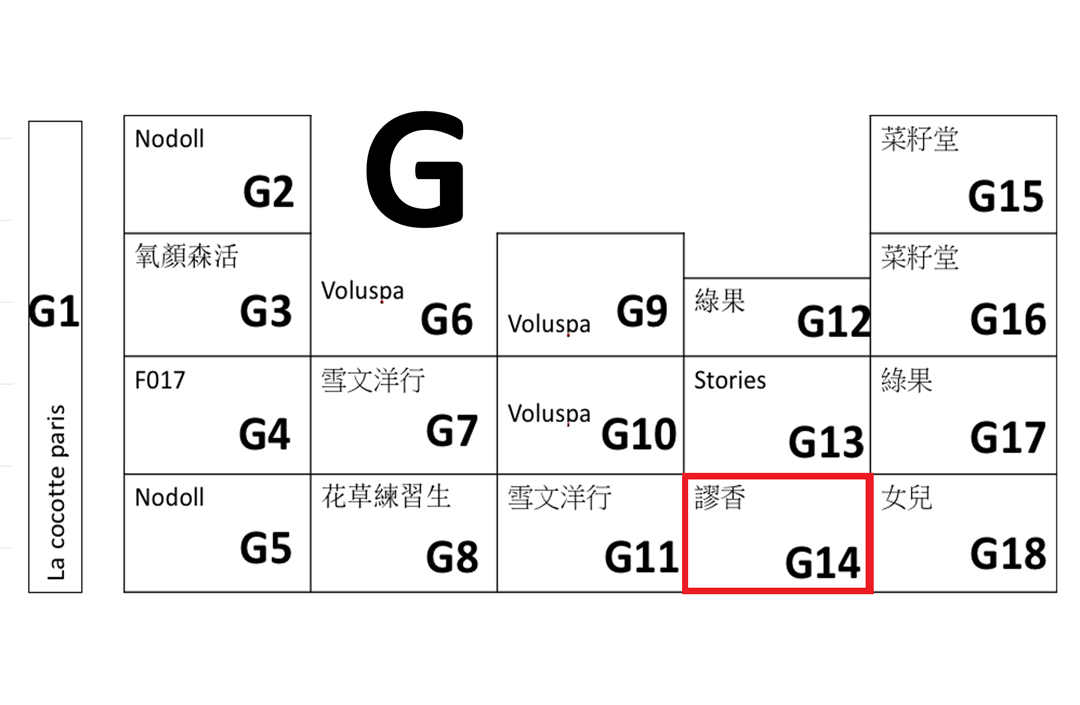 G
G1
La cocotte paris
Nodoll
G2
氧顏森活
G3
F017
G4
Nodoll
G5
Voluspa
G6
雪文洋行
G7
花草練習生
G8
Voluspa
G9
Voluspa
G10
雪文洋行
G11
綠果
G12
Stories
G13
謬香
G14
菜籽堂
G15
菜籽堂
G16
綠果
G17
女兒
G18